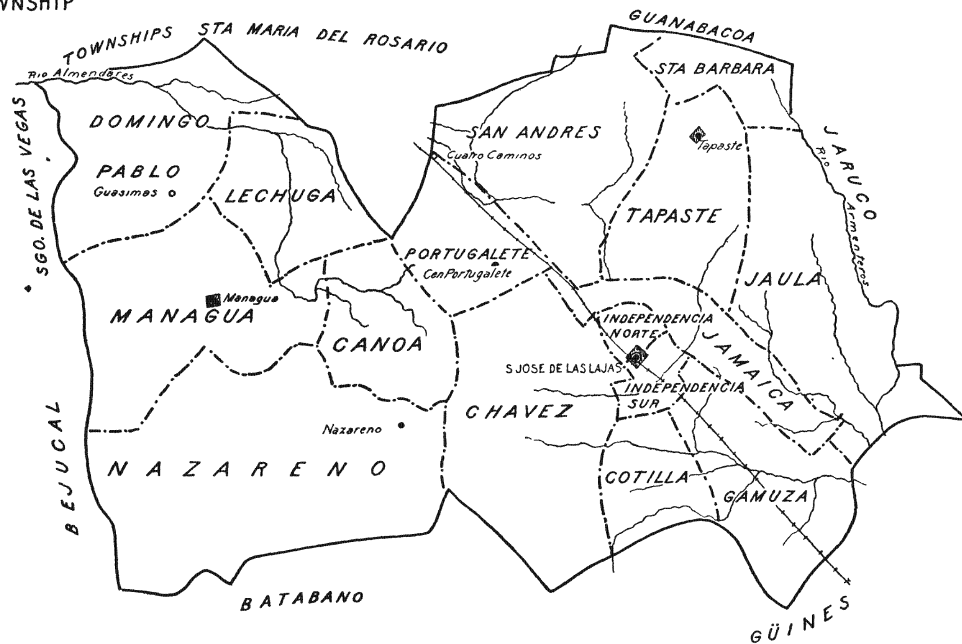 WNSHIP
TOWNSHIPS STA MARIA DEL ROSARIO
GUANABACOA
Rio Almendares
STA BARBARA
SGO. DE LAS VEGAS
DOMINGO
PABLO
Guasimas
LECHUGA
SAN ANDRES
Cuatro Caminos
Tapaste
TAPASTE
JARUCO
Rio Armenteros
PORTUGALETE
Cen Portugalete
JAULA
Managua
MANAGUA
CANOA
INDEPENDENCIA
NORTE
JAMAICA
S JOSE DE LAS LAJAS
INDEPENDENCIA
SUR
CHAVEZ
Nazareno
NAZARENO
BEJUCAL
COTILLA
GAMUZA
BATABANO
GÜINES